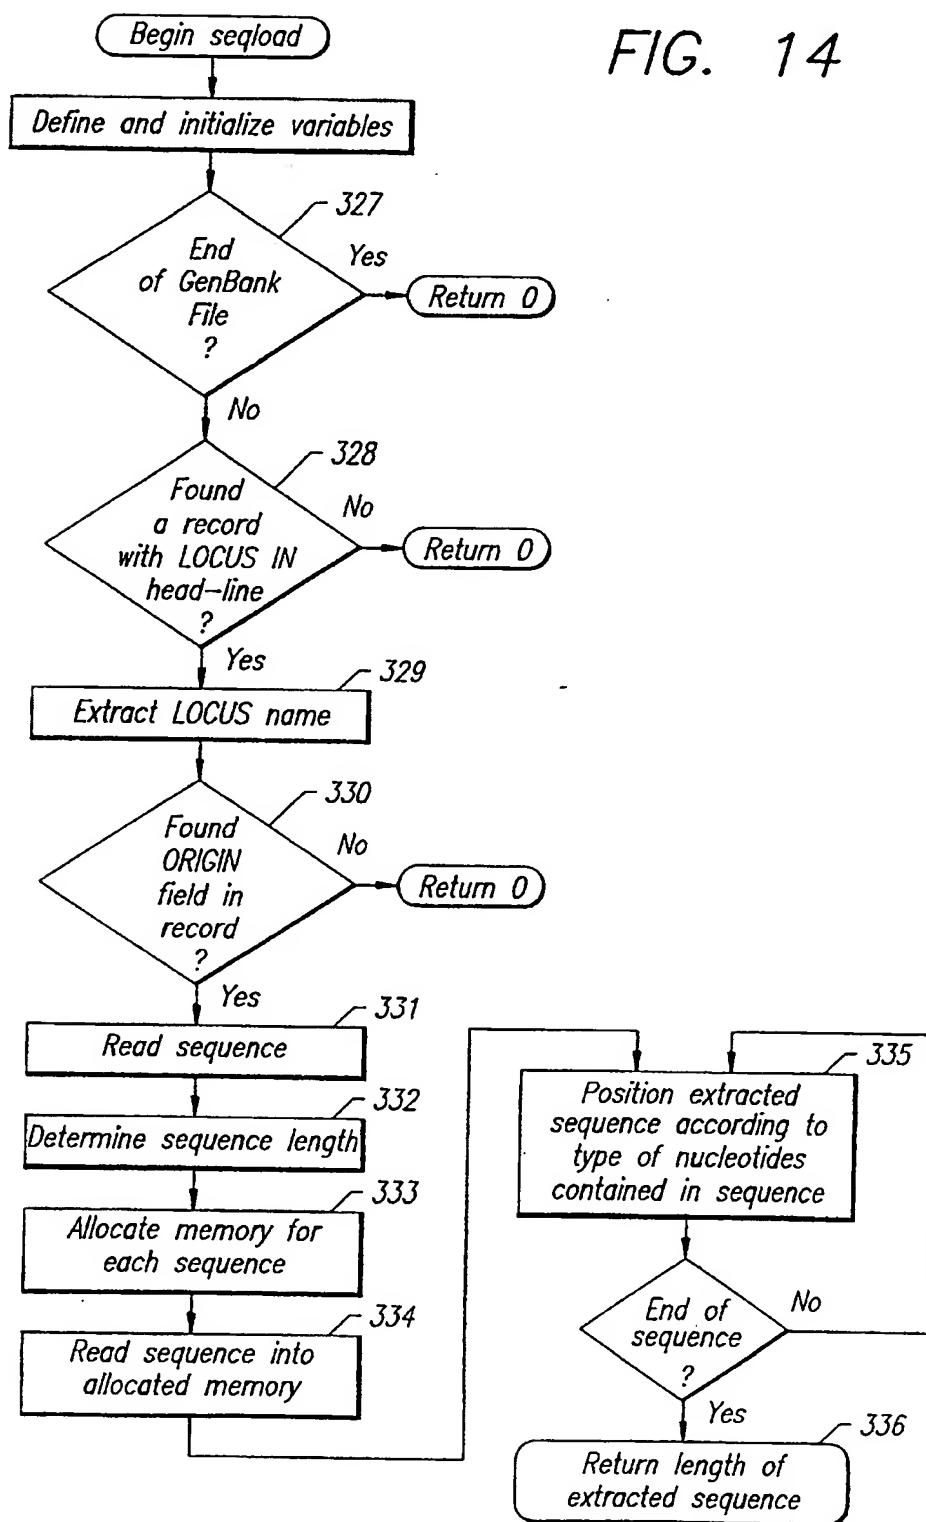 Begin seqload
FIG. 14
Define and initialize variables
327
End
of GenBank
File
?
Yes
Return 0
No
328
Found
a record
with LOCUS IN
head-line
?
No
Return 0
Yes
329
Extract LOCUS name
330
Found
ORIGIN
field in
record
?
No
Return 0
Yes
331
Read sequence
332
Determine sequence length
333
Allocate memory for
each sequence
334
Read sequence into
allocated memory
335
Position extracted
sequence according to
type of nucleotides
contained in sequence
End of
sequence
?
No
Yes
336
Return length of
extracted sequence